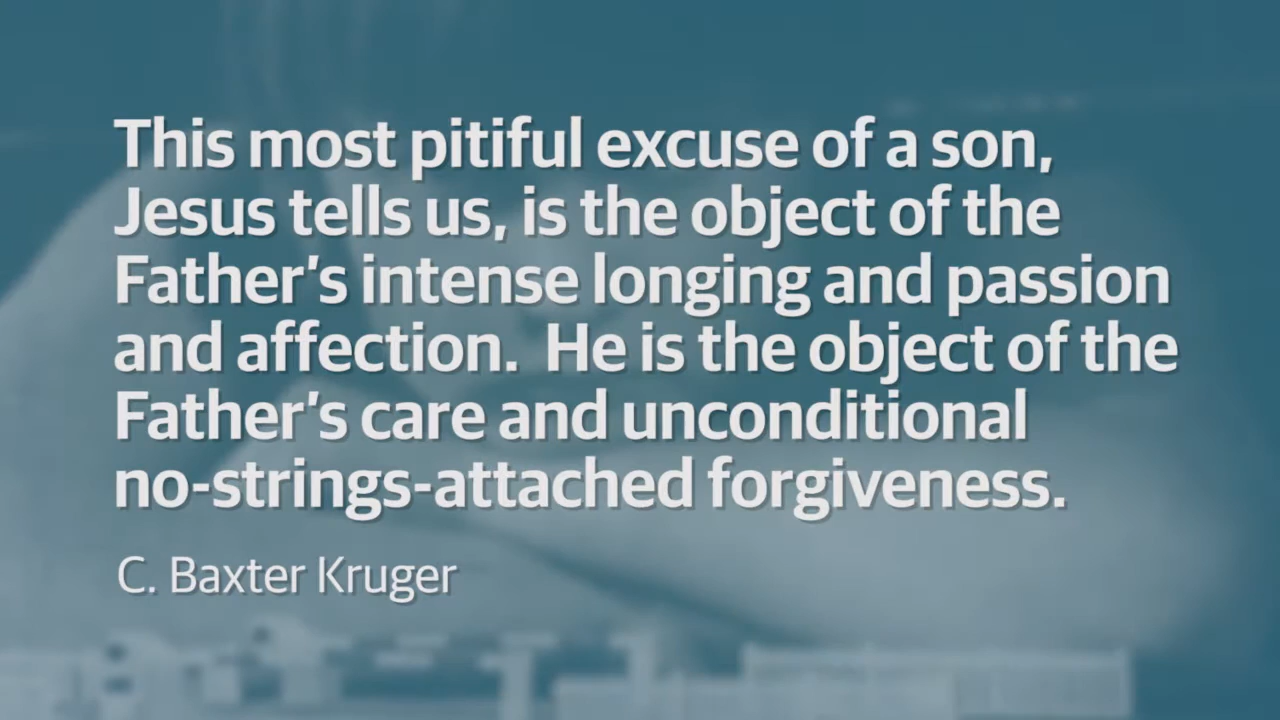 This most pitiful excuse of a son,
Jesus tells us, is the object of the
Father's intense longing and passion
and affection.  He is the object of the
Father's care and unconditional
no-strings-attached forgiveness.
C. Baxter Kruger